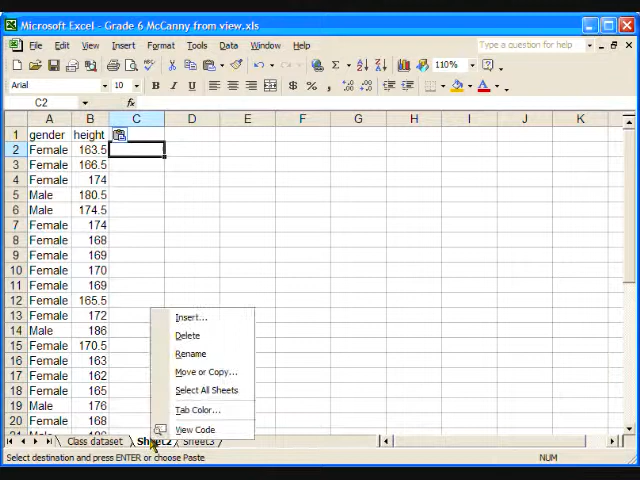 Microsoft Excel - Grade 6 McCanny from view.xls
File Edit View Insert Format Tools Data Window Help
Type a question for help
110%
Arial 10 B I U $ % ,
C2 fx
A B C D E F G H I J K
1 gender height
2 Female 163.5
3 Female 166.5
4 Female 174
5 Male 180.5
6 Male 174.5
7 Female 174
8 Female 168
9 Female 169
10 Female 170
11 Female 169
12 Female 165.5
13 Female 172
14 Male 186
15 Female 170.5
16 Female 163
17 Female 162
18 Female 165
19 Male 176
20 Female 168
Insert...
Delete
Rename
Move or Copy...
Select All Sheets
Tab Color...
View Code
Class dataset Sheet2 Sheet3
Select destination and press ENTER or choose Paste NUM